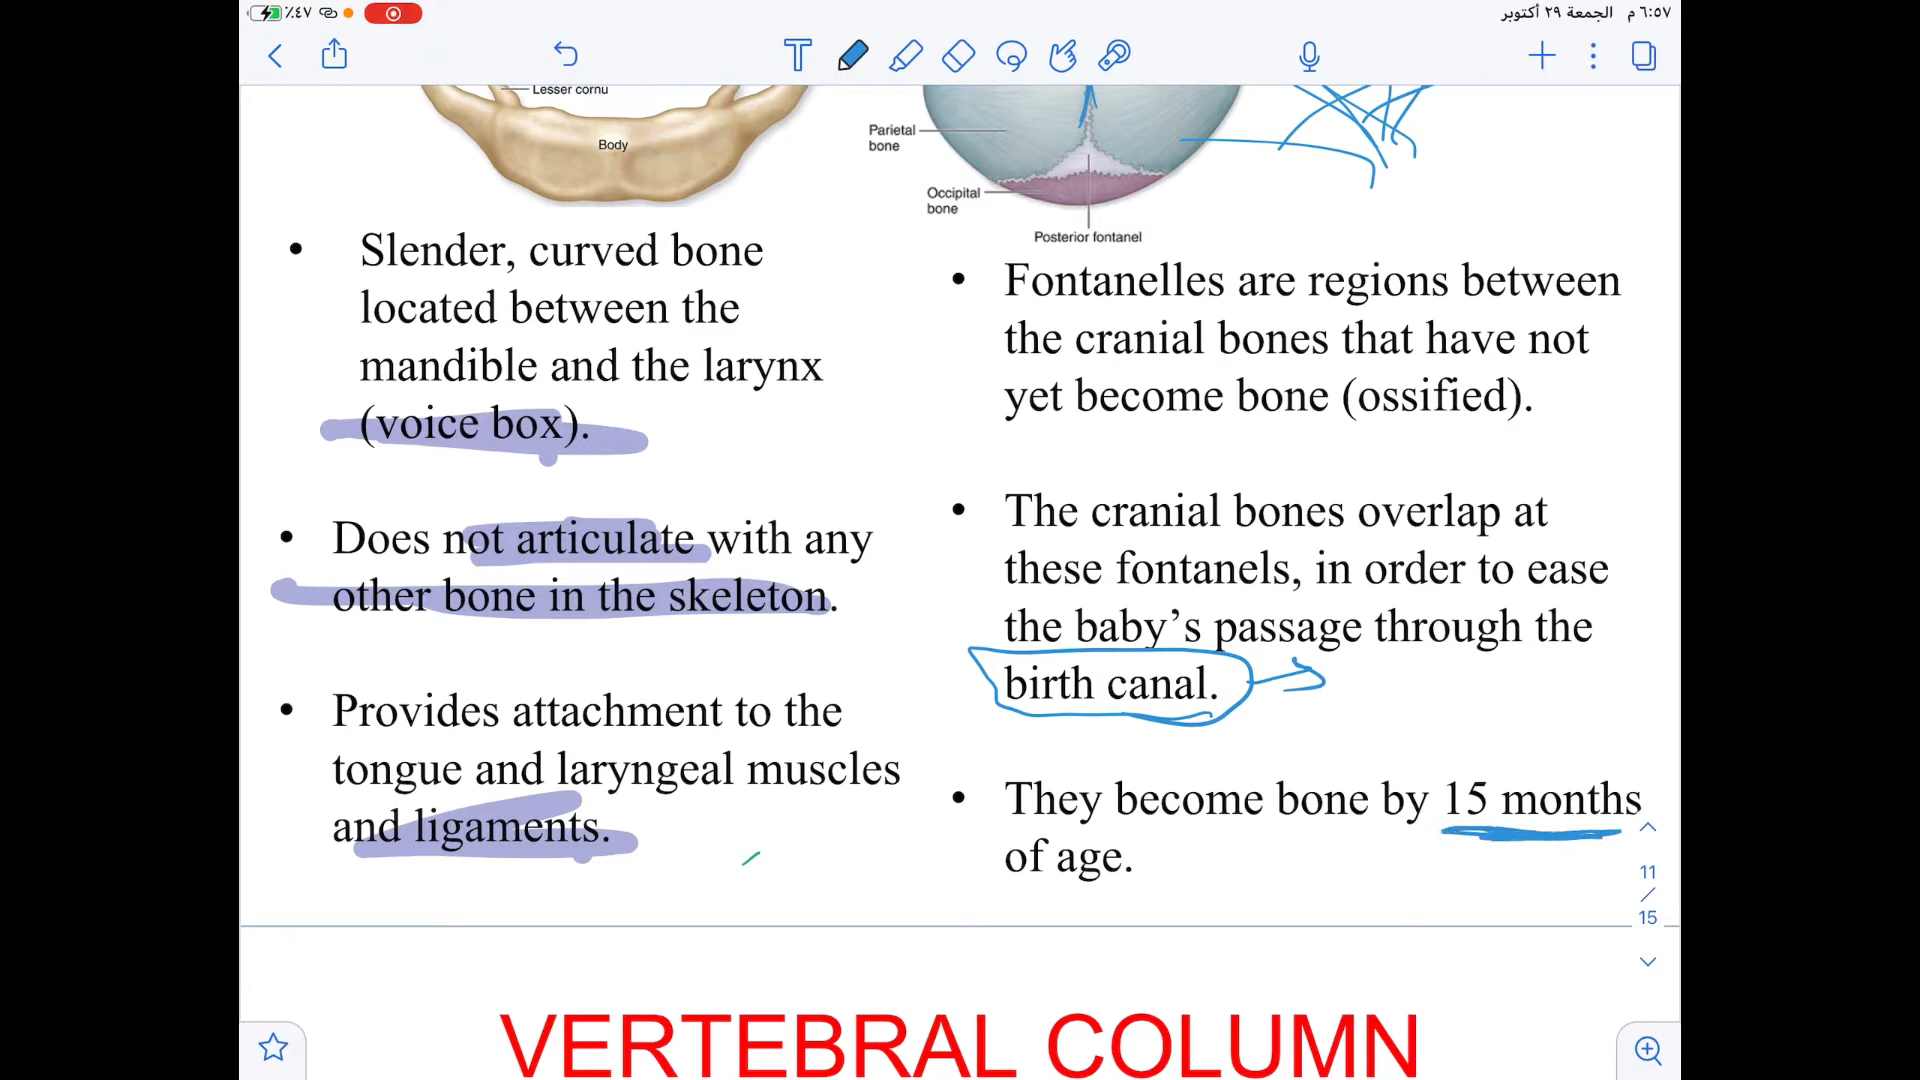 ٪٤٧
٦:٥٧ م الجمعة ٢٩ أكتوبر
Lesser cornu
Body
Parietal
bone
Occipital
bone
Posterior fontanel
• Slender, curved bone
located between the
mandible and the larynx
(voice box).
• Does not articulate with any
other bone in the skeleton.
• Provides attachment to the
tongue and laryngeal muscles
and ligaments.
• Fontanelles are regions between
the cranial bones that have not
yet become bone (ossified).
• The cranial bones overlap at
these fontanels, in order to ease
the baby’s passage through the
birth canal.
• They become bone by 15 months
of age.
11
/
15
VERTEBRAL COLUMN